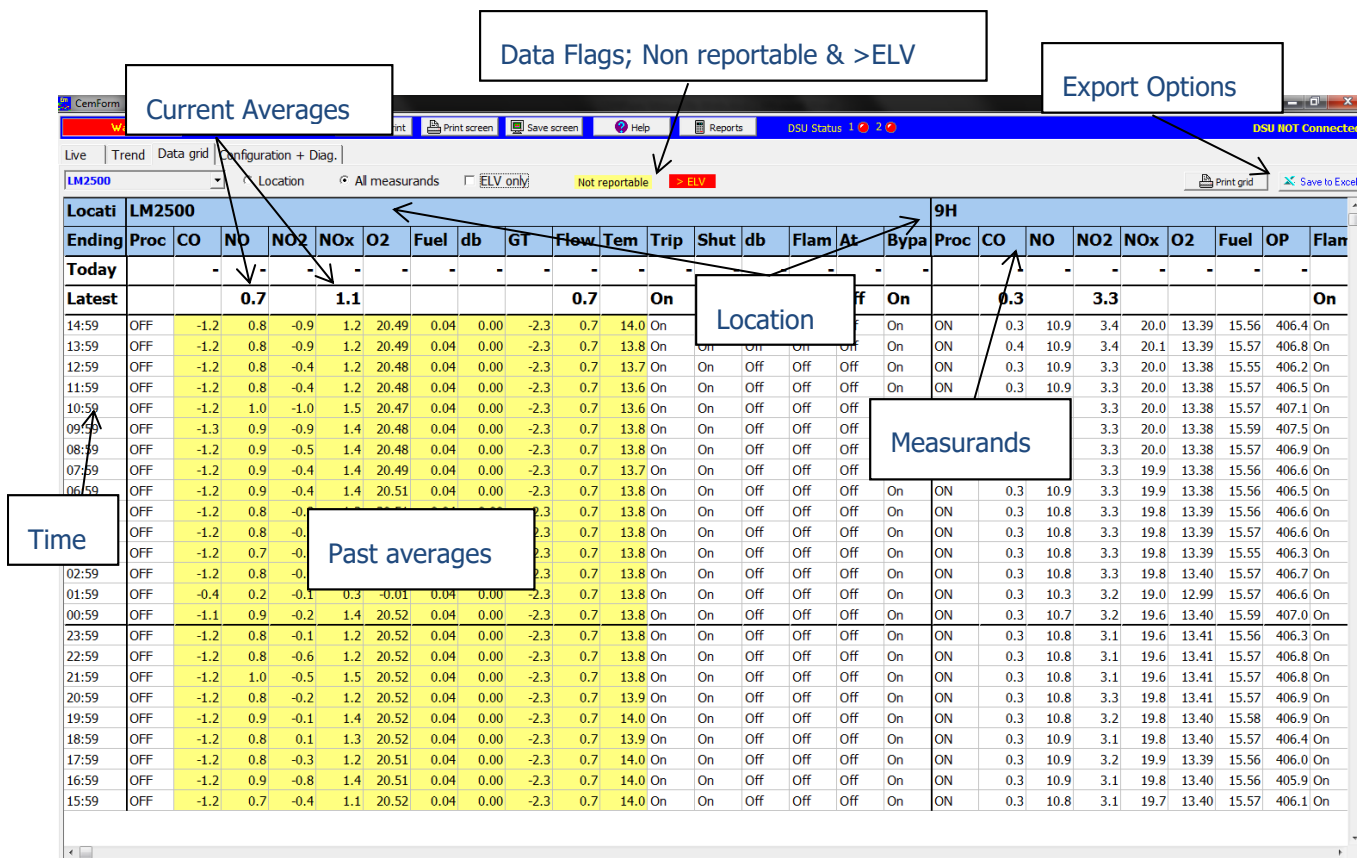 Data Flags; Non reportable & >ELV
Export Options
Current Averages
CemForm
Print screen Save screen Help Reports DSU Status 1 2 DSU NOT Connected
Live Trend Data grid Configuration + Diag.
LM2500 Location All measurands ELV only Not reportable > ELV Print grid Save to Excel
Locati LM2500 9H
Ending Proc CO NO NO2 NOx O2 Fuel db GT Flow Tem Trip Shut db Flam At Bypa Proc CO NO NO2 NOx O2 Fuel OP Flam
Today - - - - - - - - - - - - - - - - - - - - - - -
Latest 0.7 1.1 0.7 On On 0.3 3.3 On
Location
14:59 OFF -1.2 0.8 -0.9 1.2 20.49 0.04 0.00 -2.3 0.7 14.0 On On ON 0.3 10.9 3.4 20.0 13.39 15.56 406.4 On
13:59 OFF -1.2 0.8 -0.9 1.2 20.49 0.04 0.00 -2.3 0.7 13.8 On On Off Off Off On ON 0.4 10.9 3.4 20.1 13.39 15.57 406.8 On
12:59 OFF -1.2 0.8 -0.4 1.2 20.48 0.04 0.00 -2.3 0.7 13.7 On On Off Off Off On ON 0.3 10.9 3.3 20.0 13.38 15.55 406.2 On
11:59 OFF -1.2 0.8 -0.4 1.2 20.48 0.04 0.00 -2.3 0.7 13.6 On On Off Off Off On ON 0.3 10.9 3.3 20.0 13.38 15.57 406.5 On
10:59 OFF -1.2 1.0 -1.0 1.5 20.47 0.04 0.00 -2.3 0.7 13.6 On On Off Off Off 3.3 20.0 13.38 15.57 407.1 On
09:59 OFF -1.3 0.9 -0.9 1.4 20.48 0.04 0.00 -2.3 0.7 13.8 On On Off Off Off 3.3 20.0 13.38 15.59 407.5 On
Measurands
08:59 OFF -1.2 0.9 -0.5 1.4 20.48 0.04 0.00 -2.3 0.7 13.8 On On Off Off Off 3.3 20.0 13.38 15.57 406.9 On
07:59 OFF -1.2 0.9 -0.4 1.4 20.49 0.04 0.00 -2.3 0.7 13.7 On On Off Off Off 3.3 19.9 13.38 15.56 406.6 On
06:59 OFF -1.2 0.9 -0.4 1.4 20.51 0.04 0.00 -2.3 0.7 13.8 On On Off Off Off On ON 0.3 10.9 3.3 19.9 13.38 15.56 406.5 On
OFF -1.2 0.8 0.7 13.8 On On Off Off Off On ON 0.3 10.8 3.3 19.8 13.39 15.56 406.6 On
Time
OFF -1.2 0.8 0.7 13.8 On On Off Off Off On ON 0.3 10.8 3.3 19.8 13.39 15.57 406.6 On
Past averages
OFF -1.2 0.7 0.7 13.8 On On Off Off Off On ON 0.3 10.8 3.3 19.8 13.39 15.55 406.3 On
02:59 OFF -1.2 0.8 0.7 13.8 On On Off Off Off On ON 0.3 10.8 3.3 19.8 13.40 15.57 406.7 On
01:59 OFF -0.4 0.2 -0.1 0.3 -0.01 0.04 0.00 -2.3 0.7 13.8 On On Off Off Off On ON 0.3 10.3 3.2 19.0 12.99 15.57 406.6 On
00:59 OFF -1.1 0.9 -0.2 1.4 20.52 0.04 0.00 -2.3 0.7 13.8 On On Off Off Off On ON 0.3 10.7 3.2 19.6 13.40 15.59 407.0 On
23:59 OFF -1.2 0.8 -0.1 1.2 20.52 0.04 0.00 -2.3 0.7 13.8 On On Off Off Off On ON 0.3 10.8 3.1 19.6 13.41 15.56 406.3 On
22:59 OFF -1.2 0.8 -0.6 1.2 20.52 0.04 0.00 -2.3 0.7 13.8 On On Off Off Off On ON 0.3 10.8 3.1 19.6 13.41 15.57 406.8 On
21:59 OFF -1.2 1.0 -0.5 1.5 20.52 0.04 0.00 -2.3 0.7 13.8 On On Off Off Off On ON 0.3 10.8 3.1 19.6 13.41 15.57 406.8 On
20:59 OFF -1.2 0.8 -0.2 1.2 20.52 0.04 0.00 -2.3 0.7 13.9 On On Off Off Off On ON 0.3 10.8 3.3 19.8 13.41 15.57 406.9 On
19:59 OFF -1.2 0.9 -0.1 1.4 20.52 0.04 0.00 -2.3 0.7 14.0 On On Off Off Off On ON 0.3 10.8 3.2 19.8 13.40 15.58 406.9 On
18:59 OFF -1.2 0.8 0.1 1.3 20.52 0.04 0.00 -2.3 0.7 13.9 On On Off Off Off On ON 0.3 10.9 3.1 19.8 13.40 15.57 406.4 On
17:59 OFF -1.2 0.8 -0.3 1.2 20.51 0.04 0.00 -2.3 0.7 14.0 On On Off Off Off On ON 0.3 10.9 3.2 19.9 13.39 15.56 406.0 On
16:59 OFF -1.2 0.9 -0.8 1.4 20.51 0.04 0.00 -2.3 0.7 14.0 On On Off Off Off On ON 0.3 10.9 3.1 19.8 13.40 15.56 405.9 On
15:59 OFF -1.2 0.7 -0.4 1.1 20.52 0.04 0.00 -2.3 0.7 14.0 On On Off Off Off On ON 0.3 10.8 3.1 19.7 13.40 15.57 406.1 On